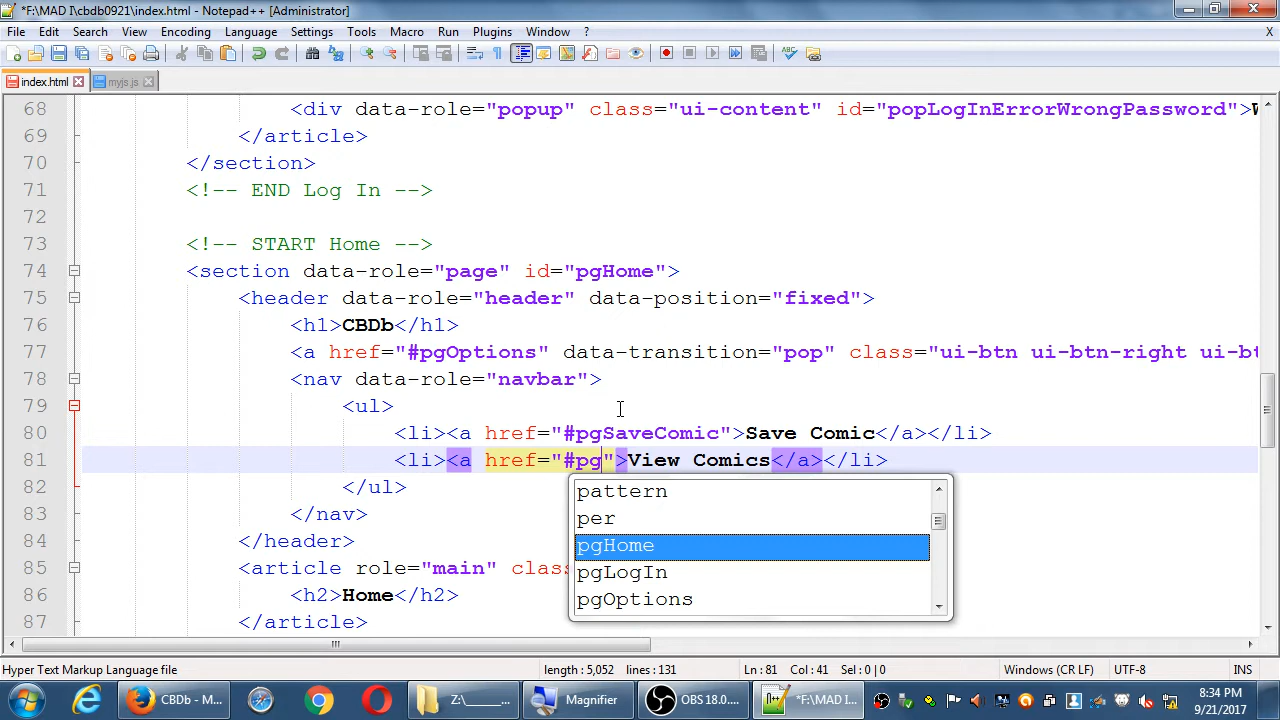 *F:\MAD I\cbdb0921\index.html - Notepad++ [Administrator]
File Edit Search View Encoding Language Settings Tools Macro Run Plugins Window ? X
index.html myjs.js
68 <div data-role="popup" class="ui-content" id="popLogInErrorWrongPassword">
69 </article>
70 </section>
71 <!-- END Log In -->
72
73 <!-- START Home -->
74 <section data-role="page" id="pgHome">
75 <header data-role="header" data-position="fixed">
76 <h1>CBDb</h1>
77 <a href="#pgOptions" data-transition="pop" class="ui-btn ui-btn-right
78 <nav data-role="navbar">
79 <ul>
80 <li><a href="#pgSaveComic">Save Comic</a></li>
81 <li><a href="#pg">View Comics</a></li>
82 </ul>
83 </nav>
84 </header>
85 <article role="main"
86 <h2>Home</h2>
87 </article>
pattern
per
pgHome
pgLogIn
pgOptions
Hyper Text Markup Language file length : 5,052 lines : 131 Ln : 81 Col : 41 Sel : 0 | 0 Windows (CR LF) UTF-8 INS
CBDb - M... Z:\_____... Magnifier OBS 18.0.... *F:\MAD I... 8:34 PM
9/21/2017